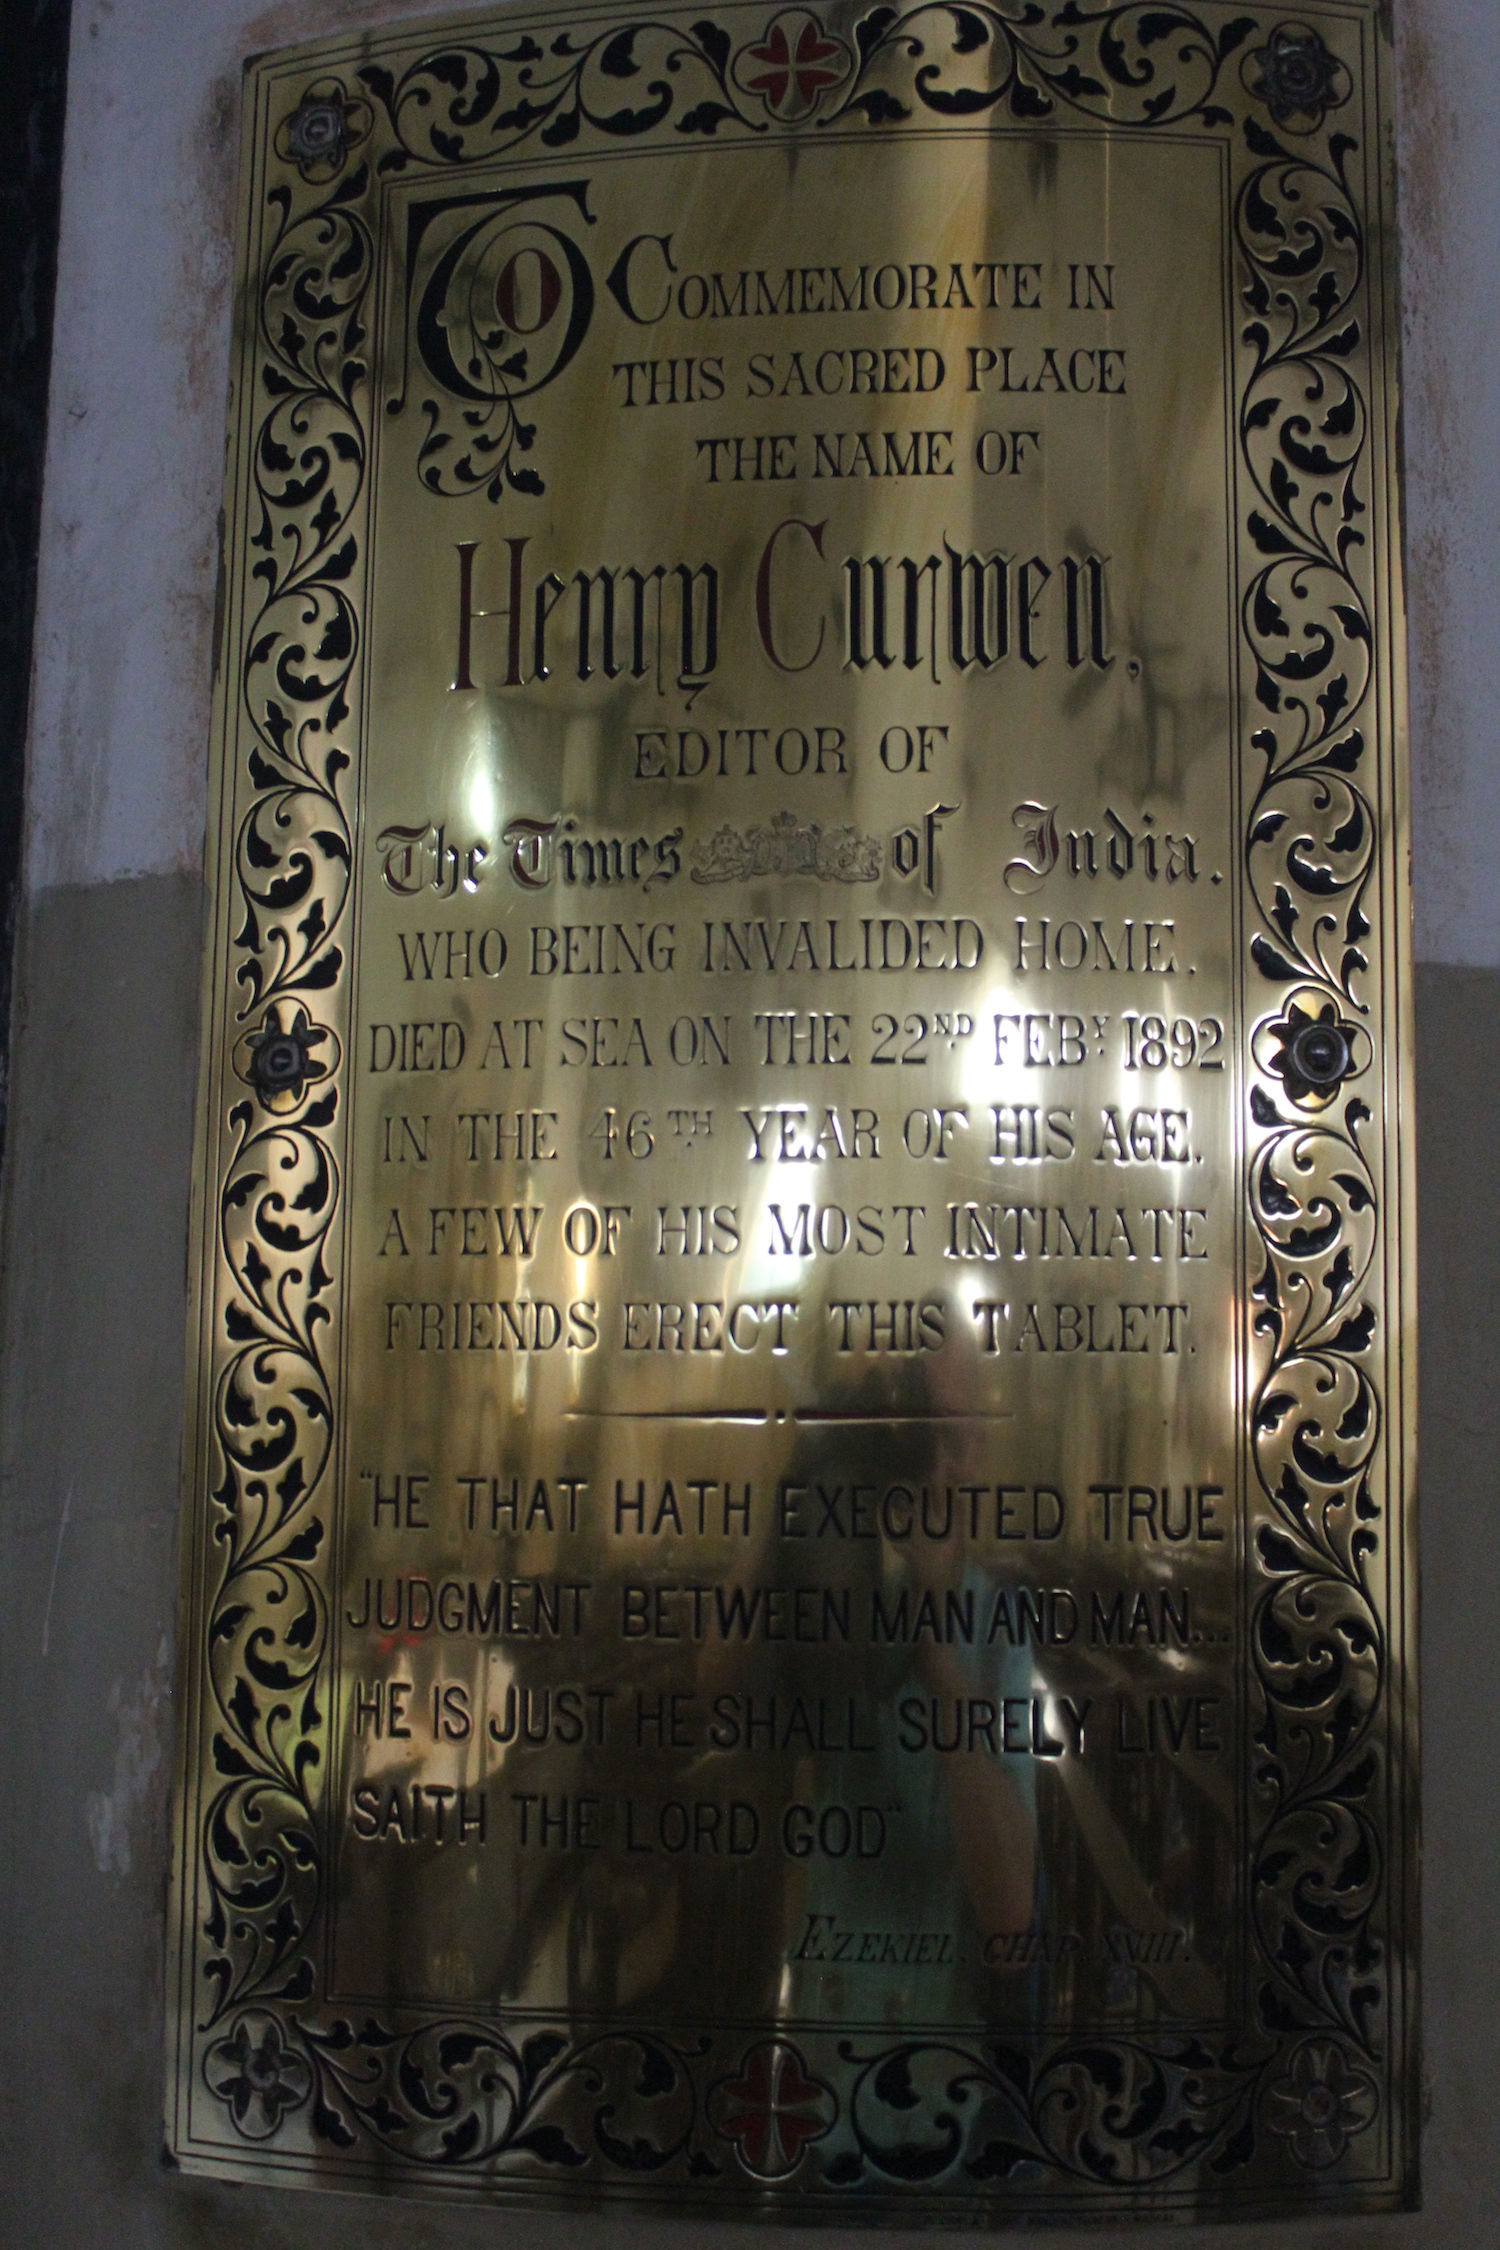 TO COMMEMORATE IN
THIS SACRED PLACE
THE NAME OF
Henry Curwen,
EDITOR OF
The Times of India.
WHO BEING INVALIDED HOME.
DIED AT SEA ON THE 22ND FEBY. 1892
IN THE 46TH YEAR OF HIS AGE.
A FEW OF HIS MOST INTIMATE
FRIENDS ERECT THIS TABLET.
"HE THAT HATH EXECUTED TRUE
JUDGMENT BETWEEN MAN AND MAN...
HE IS JUST HE SHALL SURELY LIVE
SAITH THE LORD GOD"
EZEKIEL. CHAP. XVIII.